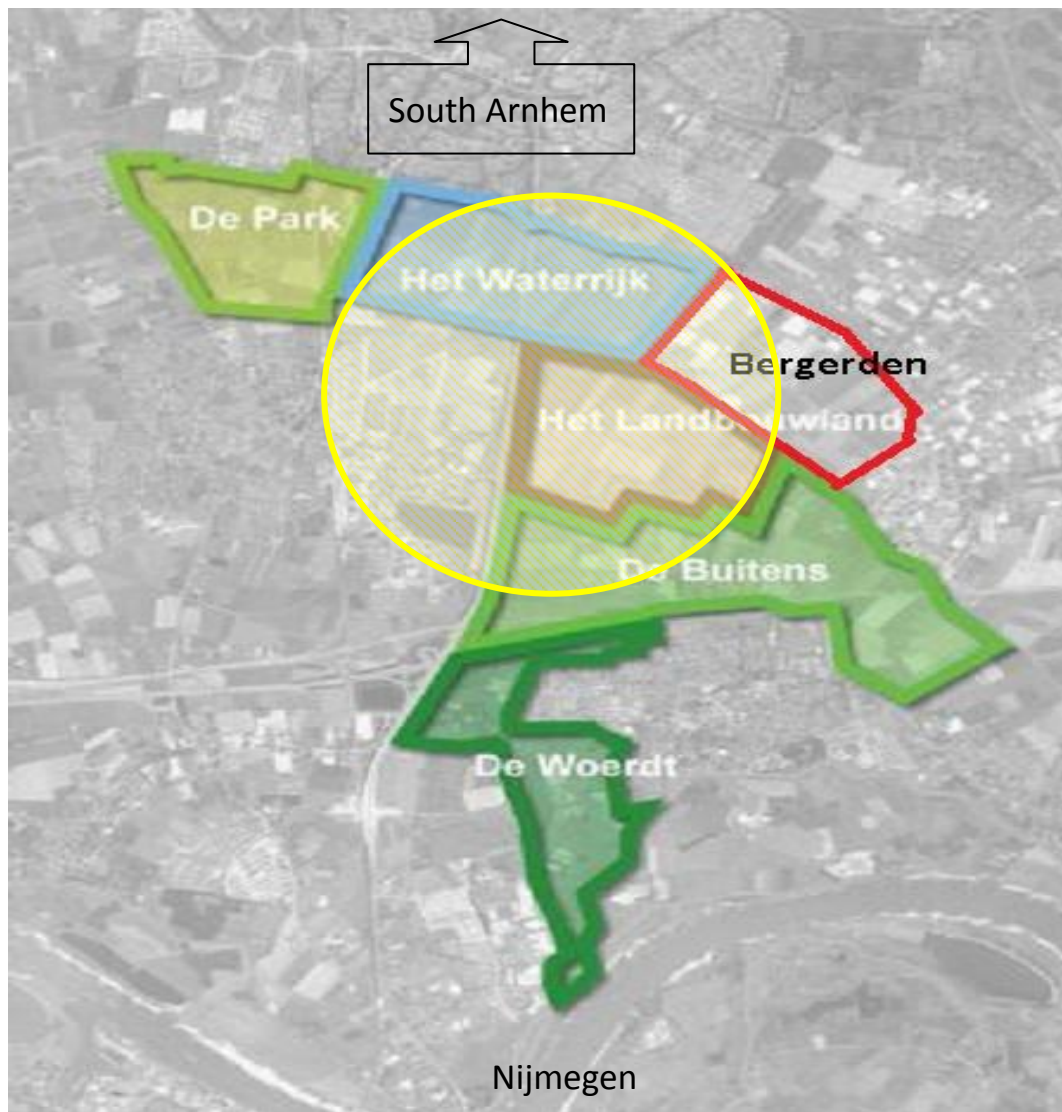 South Arnhem
De Park
Het Waterrijk
Bergerden
Het Landbouwland
De Buitens
De Woerdt
Nijmegen